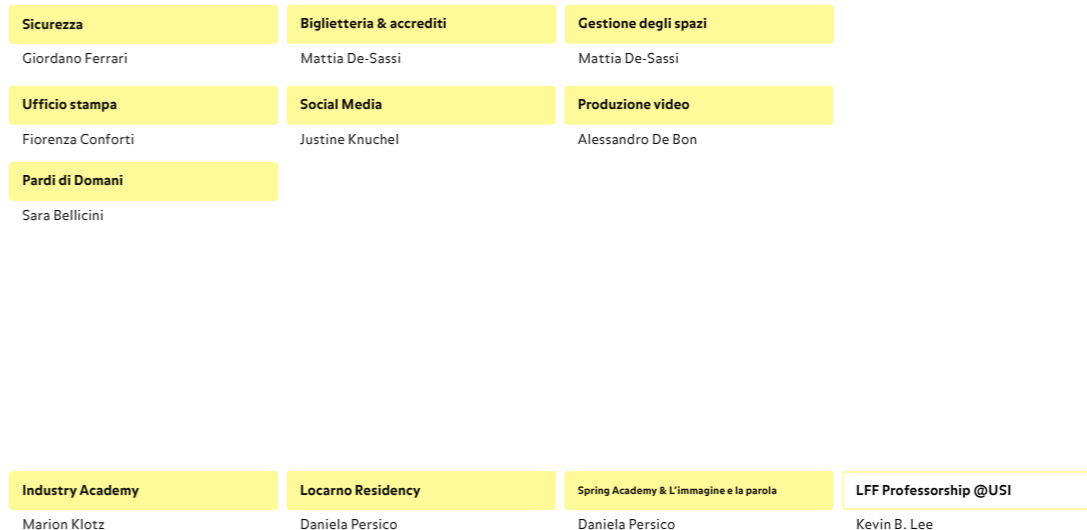 Sicurezza
Biglietteria & accrediti
Gestione degli spazi
Giordano Ferrari
Mattia De-Sassi
Mattia De-Sassi
Ufficio stampa
Social Media
Produzione video
Fiorenza Conforti
Justine Knuchel
Alessandro De Bon
Pardi di Domani
Sara Bellicini
Industry Academy
Locarno Residency
Spring Academy & L'immagine e la parola
LFF Professorship @USI
Marion Klotz
Daniela Persico
Daniela Persico
Kevin B. Lee